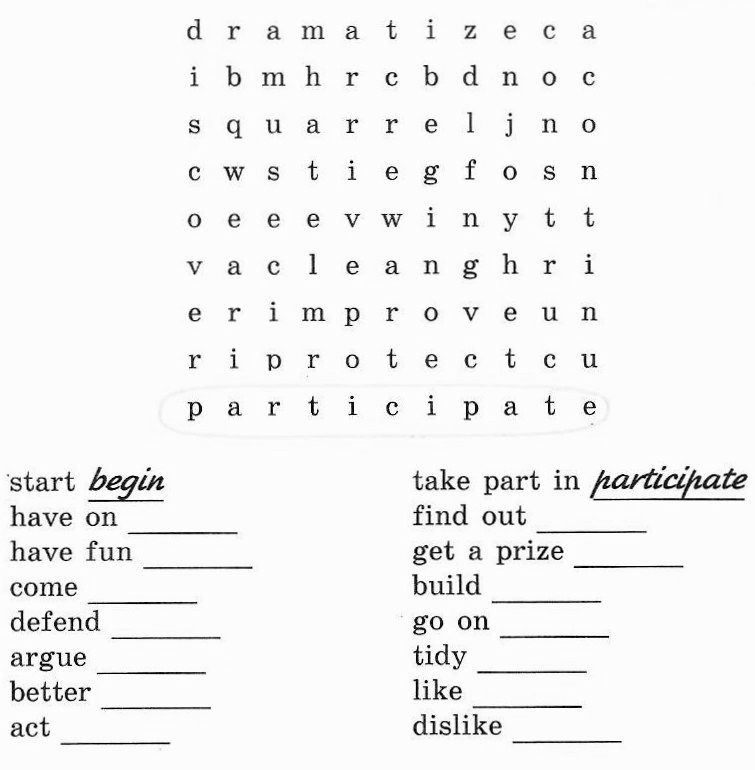 d r a m a t i z e c a
i b m h r c b d n o c
s q u a r r e l j n o
c w s t i e g f o s n
o e e e v w i n y t t
v a c l e a n g h r i
e r i m p r o v e u n
r i p r o t e c t c u
p a r t i c i p a t e
start begin
have on
have fun
come
defend
argue
better
act
take part in participate
find out
get a prize
build
go on
tidy
like
dislike